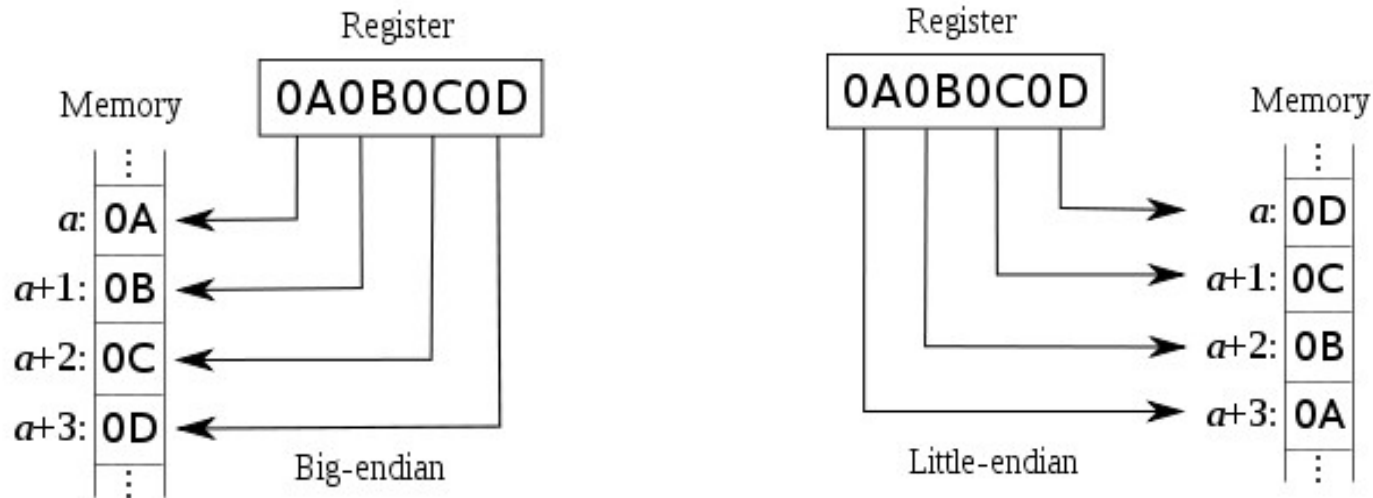 Register
0A0B0C0D
Memory
⋮
a: 0A
a+1: 0B
a+2: 0C
a+3: 0D
⋮
Big-endian
Register
0A0B0C0D
Memory
⋮
a: 0D
a+1: 0C
a+2: 0B
a+3: 0A
⋮
Little-endian